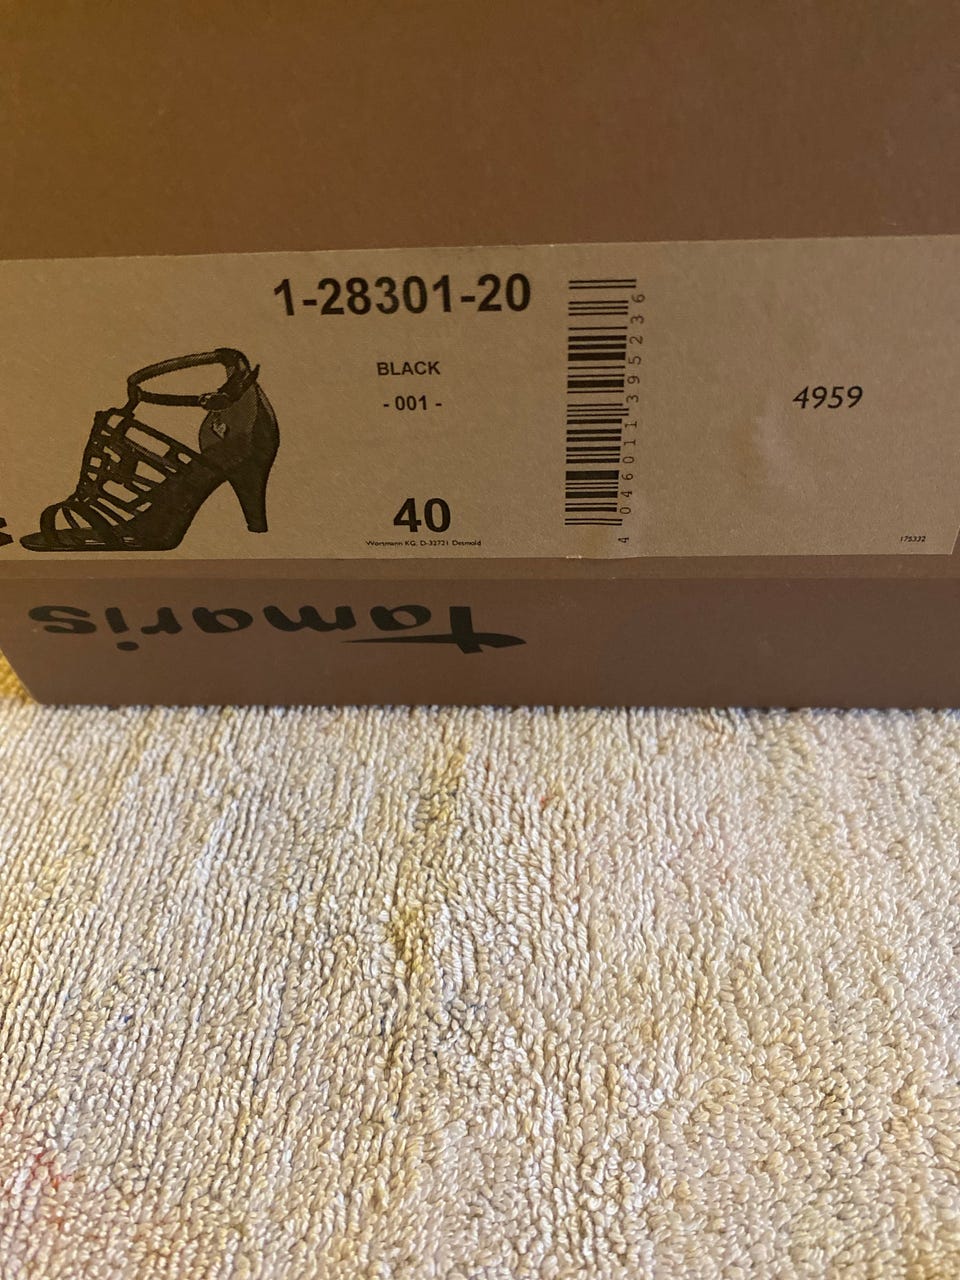 1-28301-20
BLACK
- 001 -
40
Wortmann KG, D-32721 Detmold
4 046011 395236
4959
175332
Tamaris